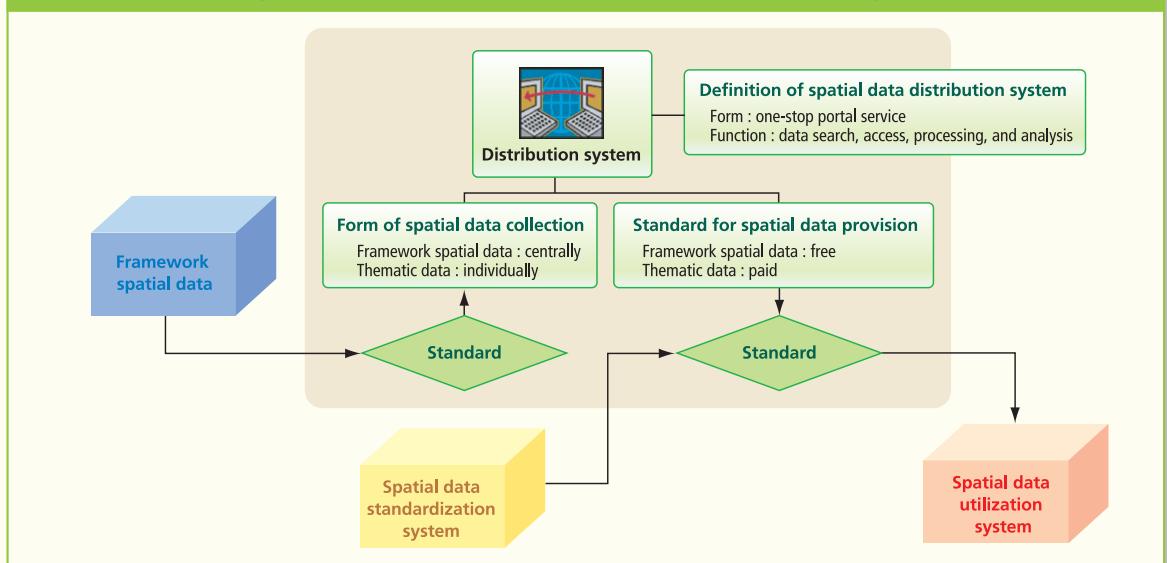 Distribution system
Definition of spatial data distribution system
Form : one-stop portal service
Function : data search, access, processing, and analysis
Form of spatial data collection
Framework spatial data : centrally
Thematic data : individually
Standard for spatial data provision
Framework spatial data : free
Thematic data : paid
Framework
spatial data
Standard
Standard
Spatial data
standardization
system
Spatial data
utilization
system